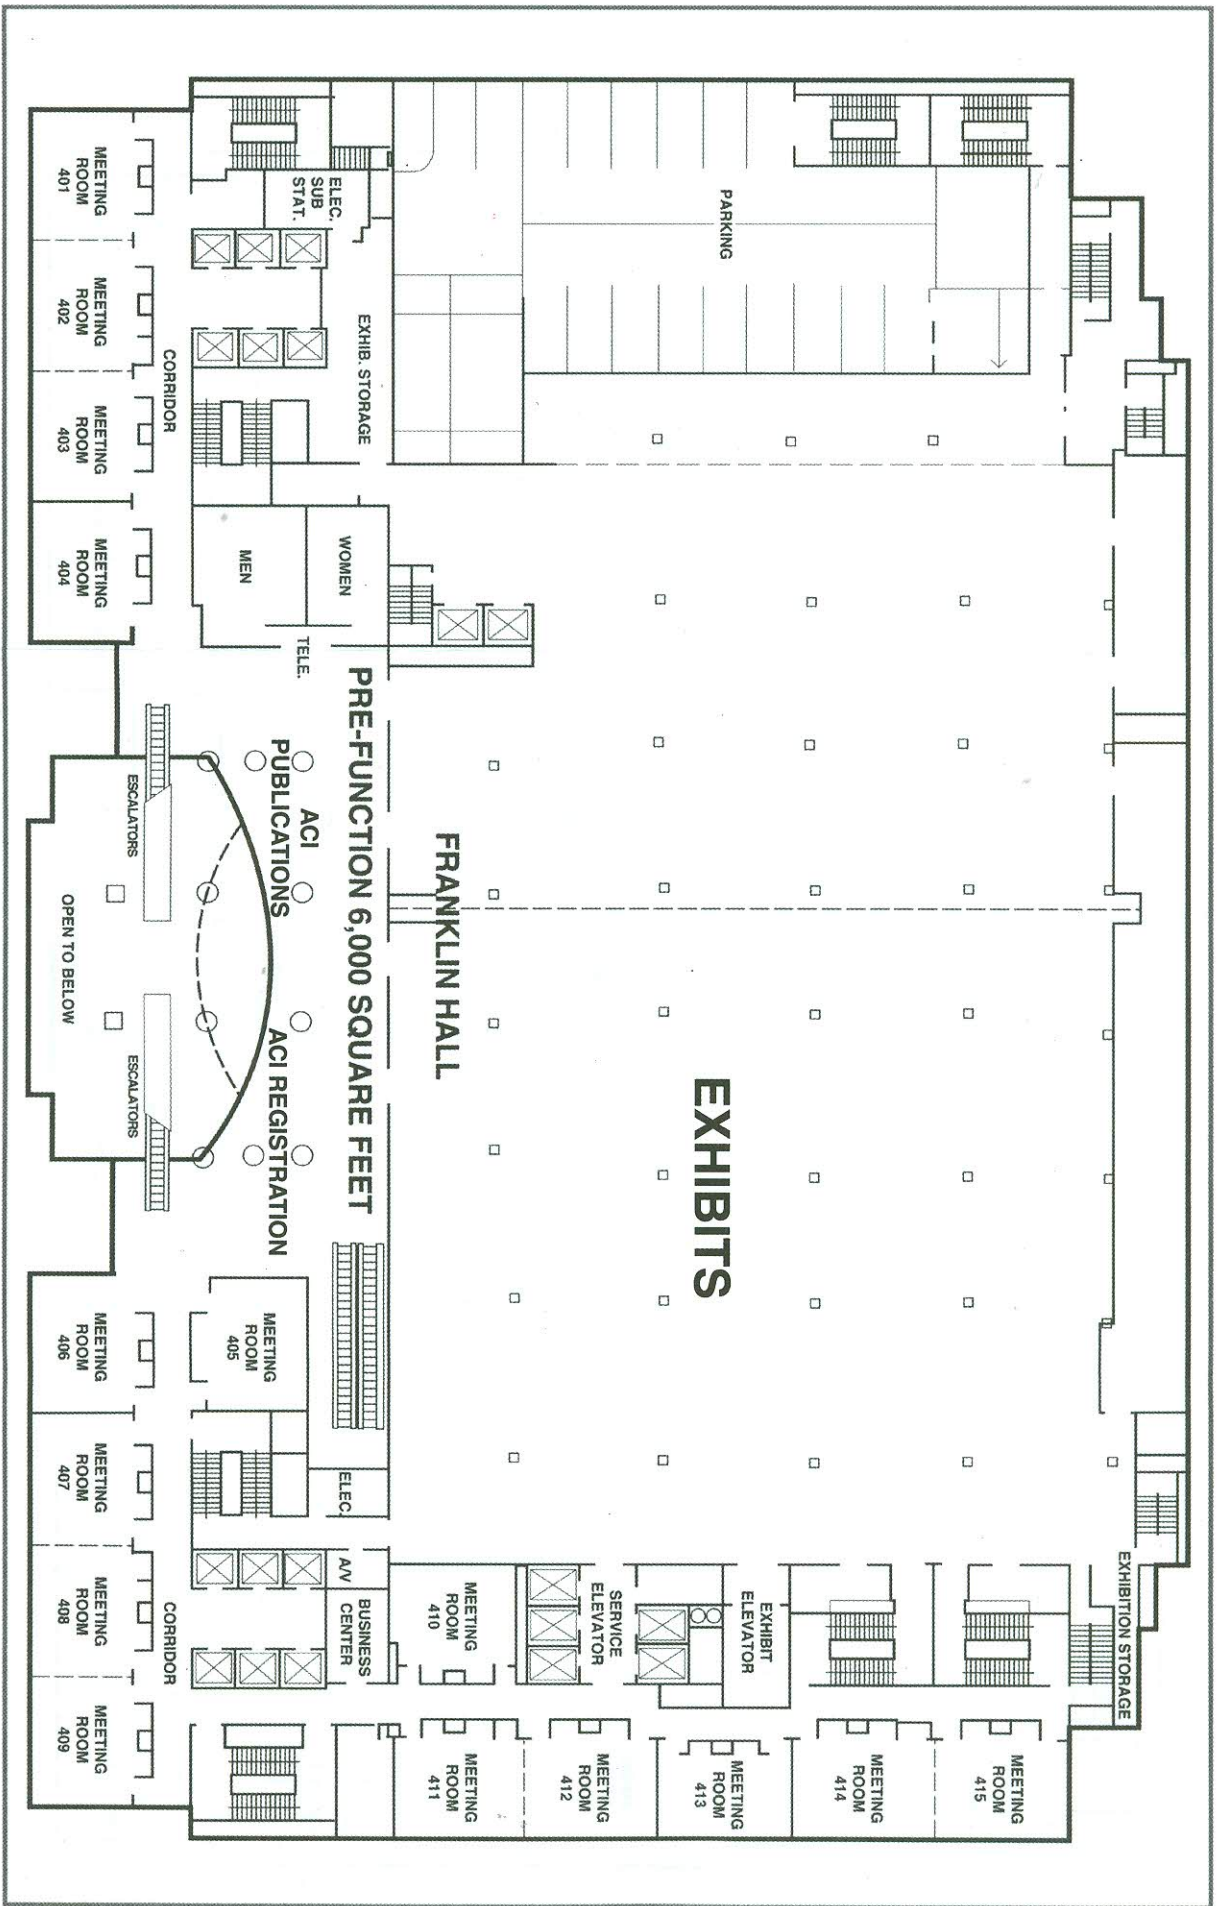 EXHIBITION STORAGE
MEETING
ROOM
415
MEETING
ROOM
414
PARKING
EXHIBITS
EXHIBIT
ELEVATOR
MEETING
ROOM
413
SERVICE
ELEVATOR
MEETING
ROOM
412
FRANKLIN HALL
MEETING
ROOM
410
MEETING
ROOM
411
EXHIB. STORAGE
PRE-FUNCTION 6,000 SQUARE FEET
BUSINESS
CENTER
A/V
ELEC.
ELEC.
SUB
STAT.
WOMEN
MEN
TELE.
ACI
PUBLICATIONS
ACI REGISTRATION
MEETING
ROOM
405
CORRIDOR
CORRIDOR
ESCALATORS
ESCALATORS
OPEN TO BELOW
MEETING
ROOM
401
MEETING
ROOM
402
MEETING
ROOM
403
MEETING
ROOM
404
MEETING
ROOM
406
MEETING
ROOM
407
MEETING
ROOM
408
MEETING
ROOM
409